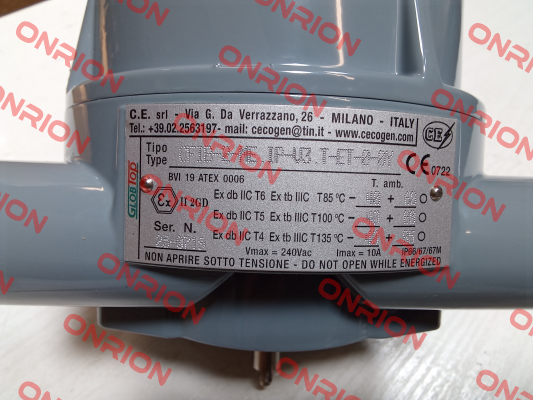 C.E. srl - Via G. Da Verrazzano, 26 - MILANO - ITALY
Tel.: +39.02.2563197- mail: cecogen@tin.it - www.cecogen.com
Tipo
Type
CE 0722
BVI 19 ATEX 0006
T. amb.
GLOBTOP
Ex II 2GD
Ex db IIC T6 Ex tb IIIC T85 °C - +
Ex db IIC T5 Ex tb IIIC T100 °C - +
Ser. N.
Ex db IIC T4 Ex tb IIIC T135 °C - +
Vmax = 240Vac Imax = 10A IP66/67/67M
NON APRIRE SOTTO TENSIONE - DO NOT OPEN WHILE ENERGIZED
ONRION
ONRION
ONRION
ONRION
ONRION
ONRION
ONRION
ONRION
ONRION